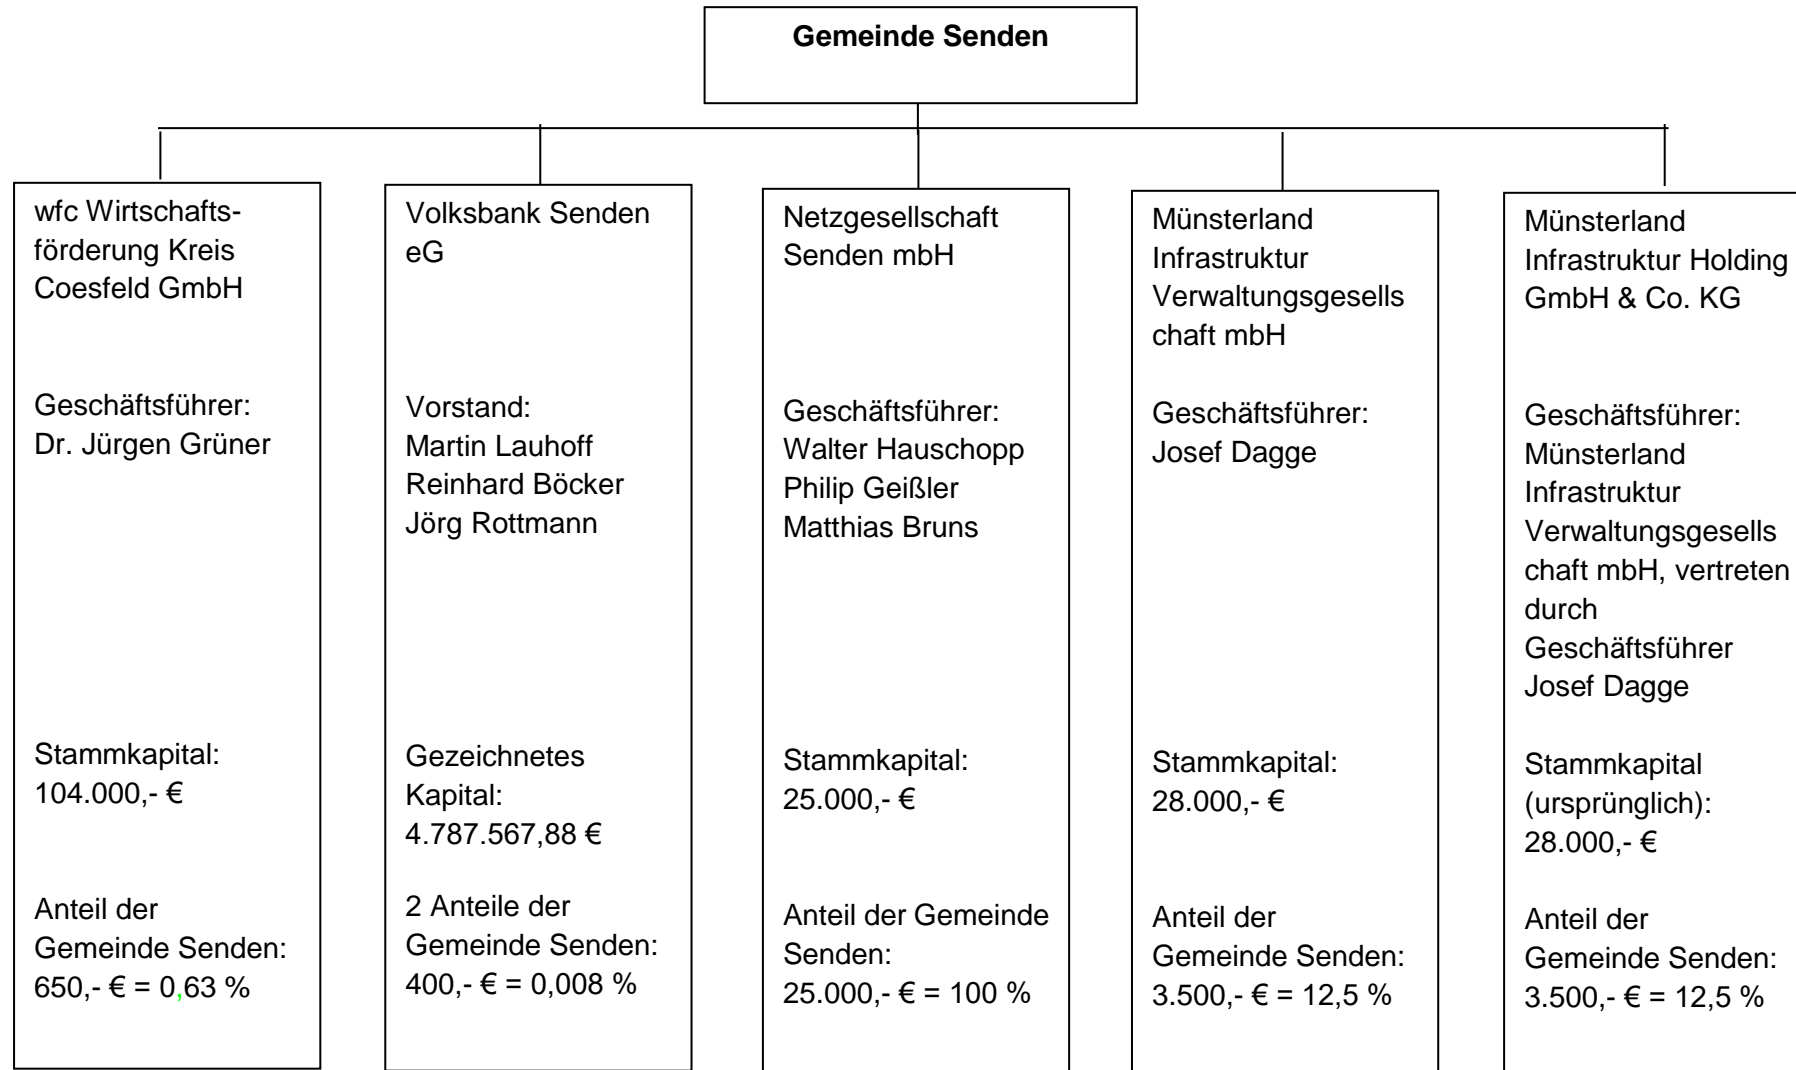 Gemeinde Senden
wfc Wirtschafts-
förderung Kreis
Coesfeld GmbH
Geschäftsführer:
Dr. Jürgen Grüner
Stammkapital:
104.000,- €
Anteil der
Gemeinde Senden:
650,- € = 0,63 %
Volksbank Senden
eG
Vorstand:
Martin Lauhoff
Reinhard Böcker
Jörg Rottmann
Gezeichnetes
Kapital:
4.787.567,88 €
2 Anteile der
Gemeinde Senden:
400,- € = 0,008 %
Netzgesellschaft
Senden mbH
Geschäftsführer:
Walter Hauschopp
Philip Geißler
Matthias Bruns
Stammkapital:
25.000,- €
Anteil der Gemeinde
Senden:
25.000,- € = 100 %
Münsterland
Infrastruktur
Verwaltungsgesells
chaft mbH
Geschäftsführer:
Josef Dagge
Stammkapital:
28.000,- €
Anteil der
Gemeinde Senden:
3.500,- € = 12,5 %
Münsterland
Infrastruktur Holding
GmbH & Co. KG
Geschäftsführer:
Münsterland
Infrastruktur
Verwaltungsgesells
chaft mbH, vertreten
durch
Geschäftsführer
Josef Dagge
Stammkapital
(ursprünglich):
28.000,- €
Anteil der
Gemeinde Senden:
3.500,- € = 12,5 %